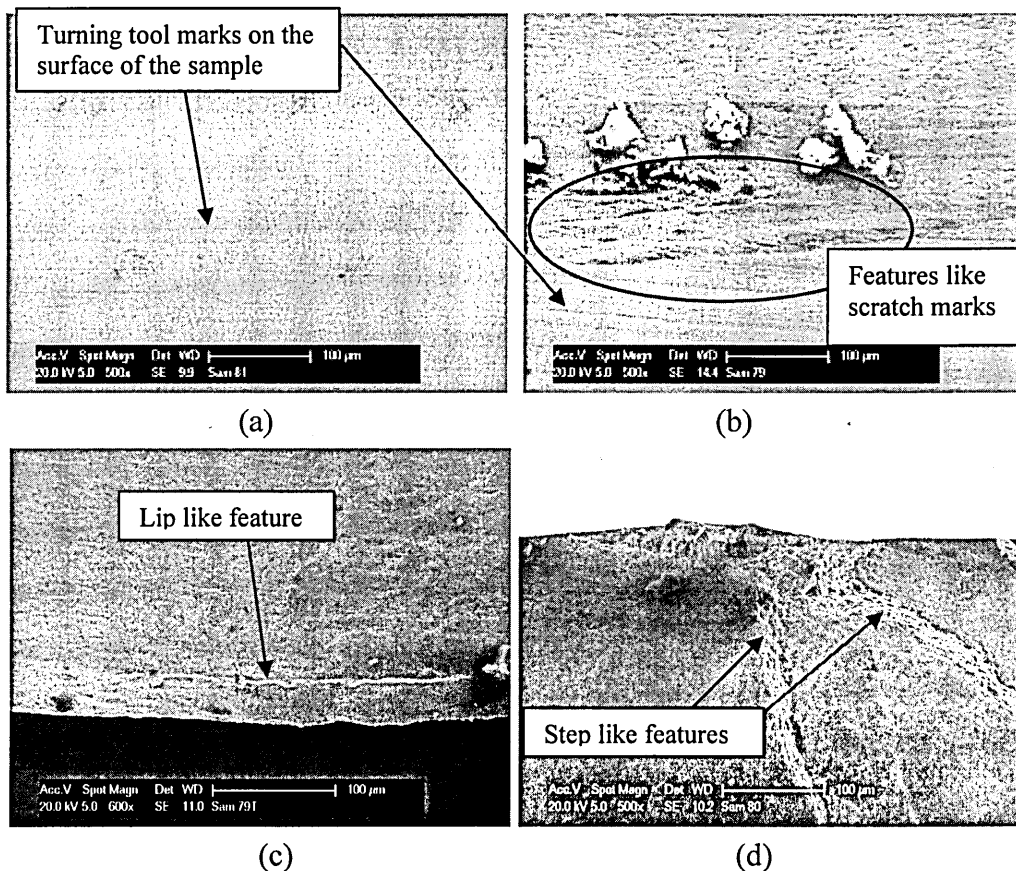 Turning tool marks on the
surface of the sample
Features like
scratch marks
Acc.V Spot Magn Det WD 100 µm
20.0 kV 5.0 500x SE 9.9 Sam 81
Acc.V Spot Magn Det WD 100 µm
20.0 kV 5.0 500x SE 14.4 Sam 79
(a)
(b)
Lip like feature
Step like features
Acc.V Spot Magn Det WD 100 µm
20.0 kV 5.0 600x SE 11.0 Sam 79T
Acc.V Spot Magn Det WD 100 µm
20.0 kV 5.0 500x SE 10.2 Sam 80
(c)
(d)